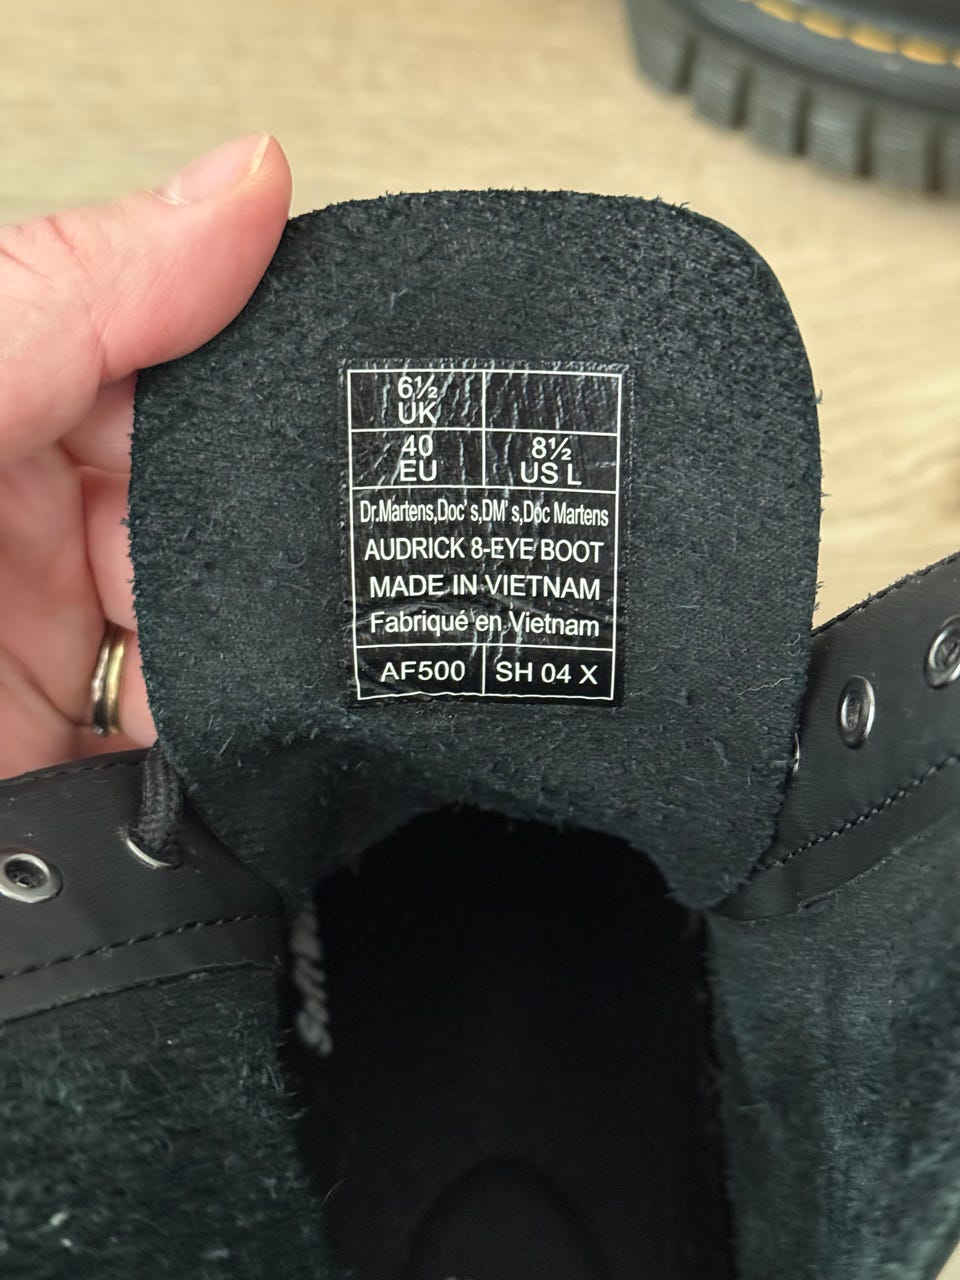 6½
UK
40
EU
8½
US L
Dr.Martens,Doc's,DM's,Doc Martens
AUDRICK 8-EYE BOOT
MADE IN VIETNAM
Fabriqué en Vietnam
AF500
SH 04 X